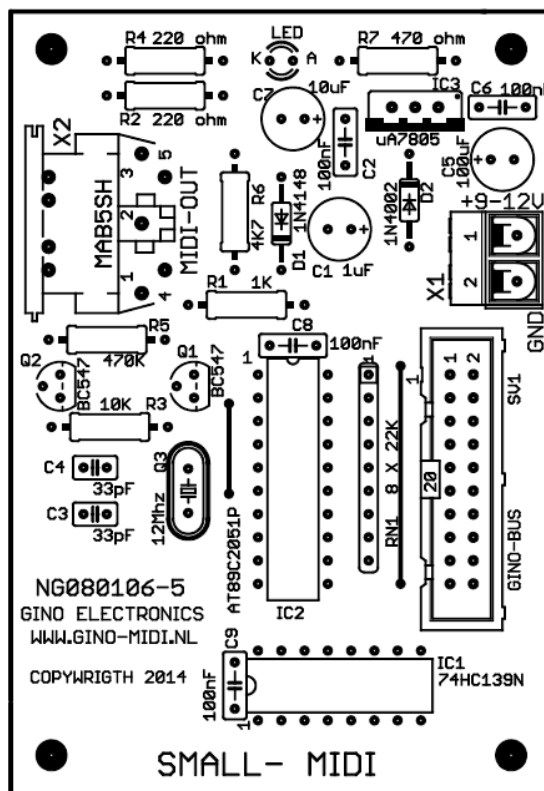 R4 220 ohm
LED
K
A
R7 470 ohm
R2 220 ohm
C7
10uF
+
IC3
uA7805
C6
100nF
C5
100uF
+
X2
MAB5SH
MIDI-OUT
5
3
2
1
4
R6
4K7
1N4148
D1
100nF
C2
1N4002
D2
+9-12V
X1
1
2
GND
C1
1uF
+
R1
1K
R5
470K
Q2
BC547
Q1
BC547
10K
R3
C8
100nF
1
1
C4
33pF
C3
33pF
Q3
12Mhz
AT89C2051P
IC2
RN1 8 X 22K
1
1 2
20
SV1
GINO-BUS
NG080106-5
GINO ELECTRONICS
WWW.GINO-MIDI.NL
COPYWRIGTH 2014
C9
100nF
1
IC1
74HC139N
SMALL- MIDI